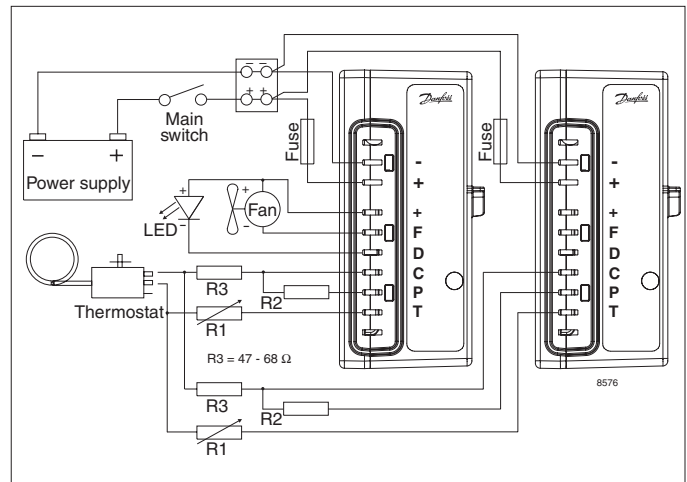 − −
+ +
Main
switch
− +
Power supply
Fuse
Fuse
Danfoss
Danfoss
-
+
+
F
D
C
P
T
-
+
+
F
D
C
P
T
+
-
LED
+
-
Fan
Thermostat
R3
R2
R1
R3 = 47 - 68 Ω
R3
R2
R1
8576